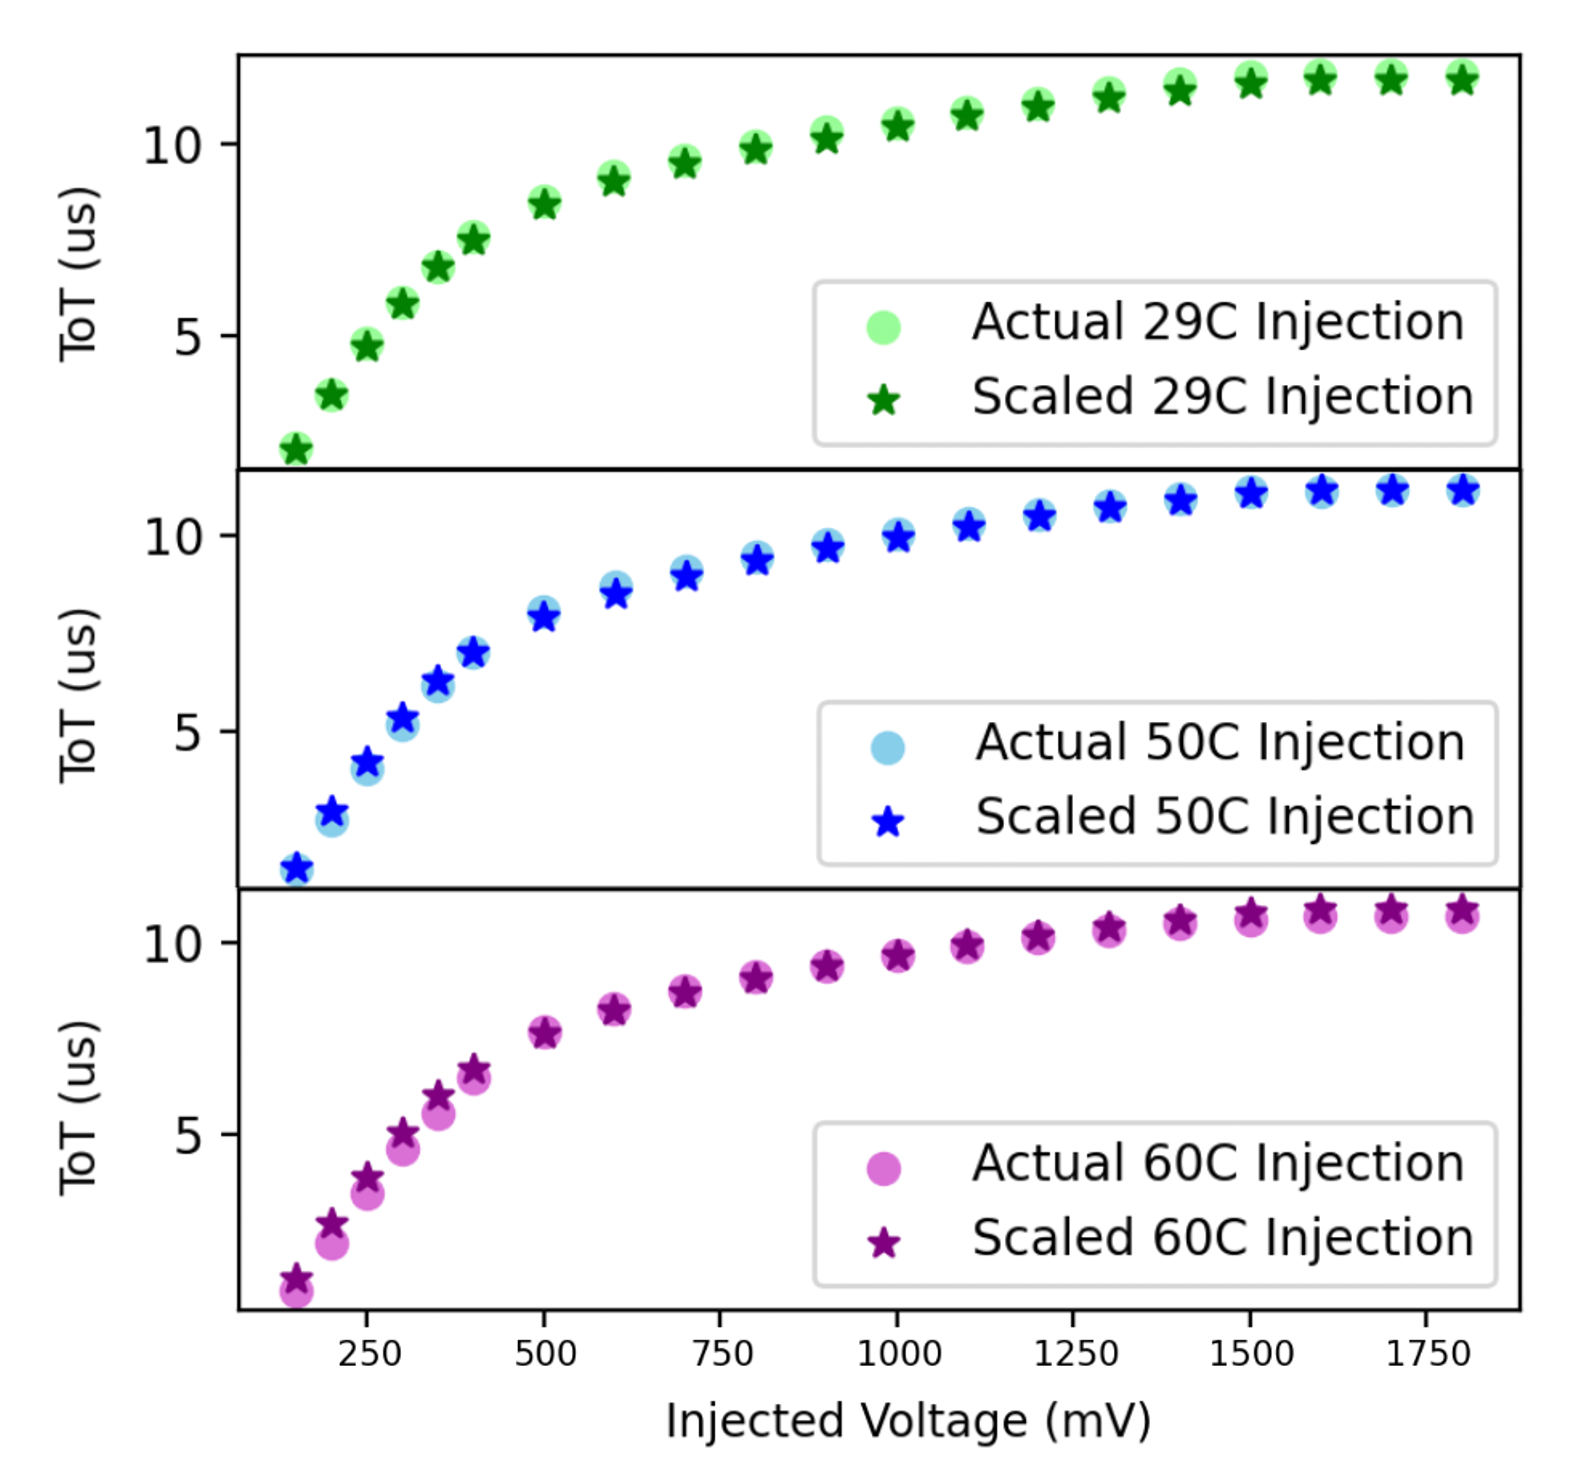 ToT (us)
10
5
Actual 29C Injection
Scaled 29C Injection
ToT (us)
10
5
Actual 50C Injection
Scaled 50C Injection
ToT (us)
10
5
Actual 60C Injection
Scaled 60C Injection
250 500 750 1000 1250 1500 1750
Injected Voltage (mV)